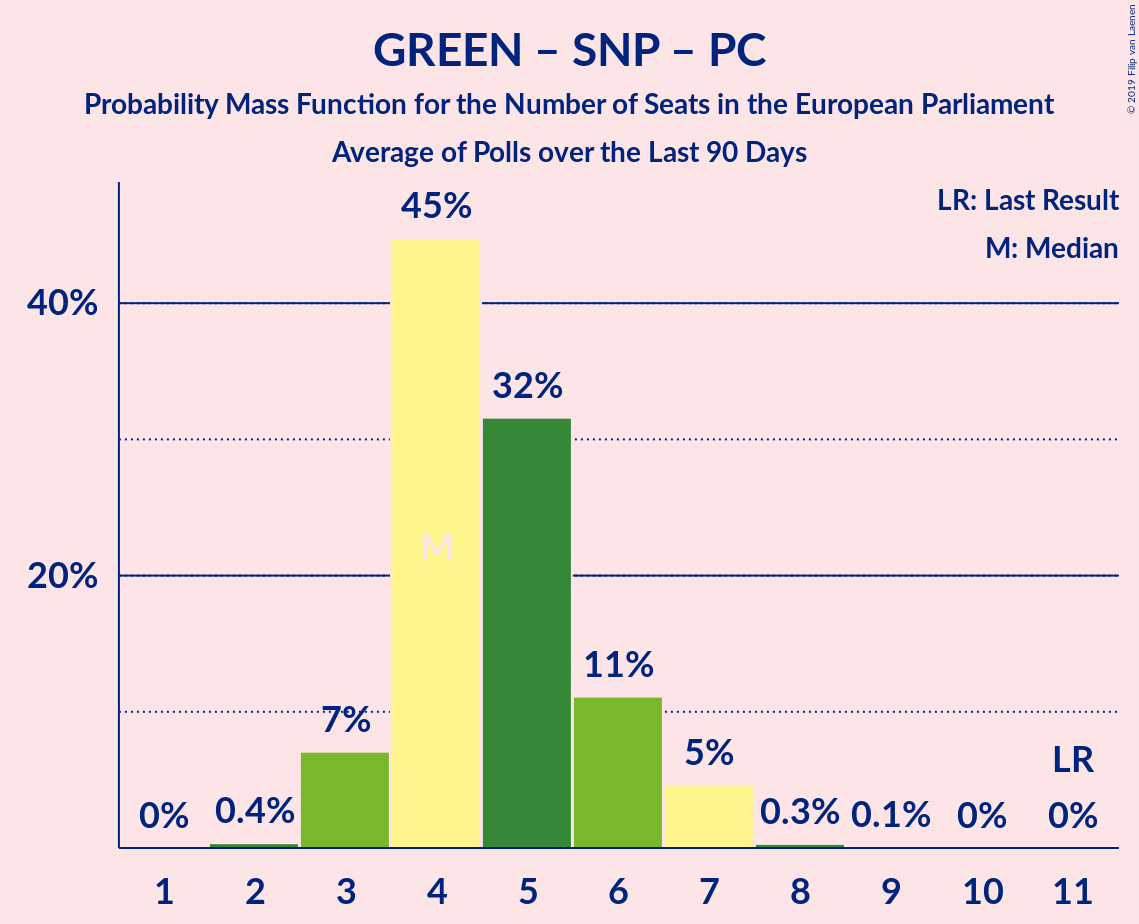 GREEN – SNP – PC
Probability Mass Function for the Number of Seats in the European Parliament
Average of Polls over the Last 90 Days
© 2019 Filip van Laenen
LR: Last Result
M: Median
45%
40%
32%
M
20%
11%
7%
5%
LR
0%
0.4%
0.3%
0.1%
0%
0%
1 2 3 4 5 6 7 8 9 10 11